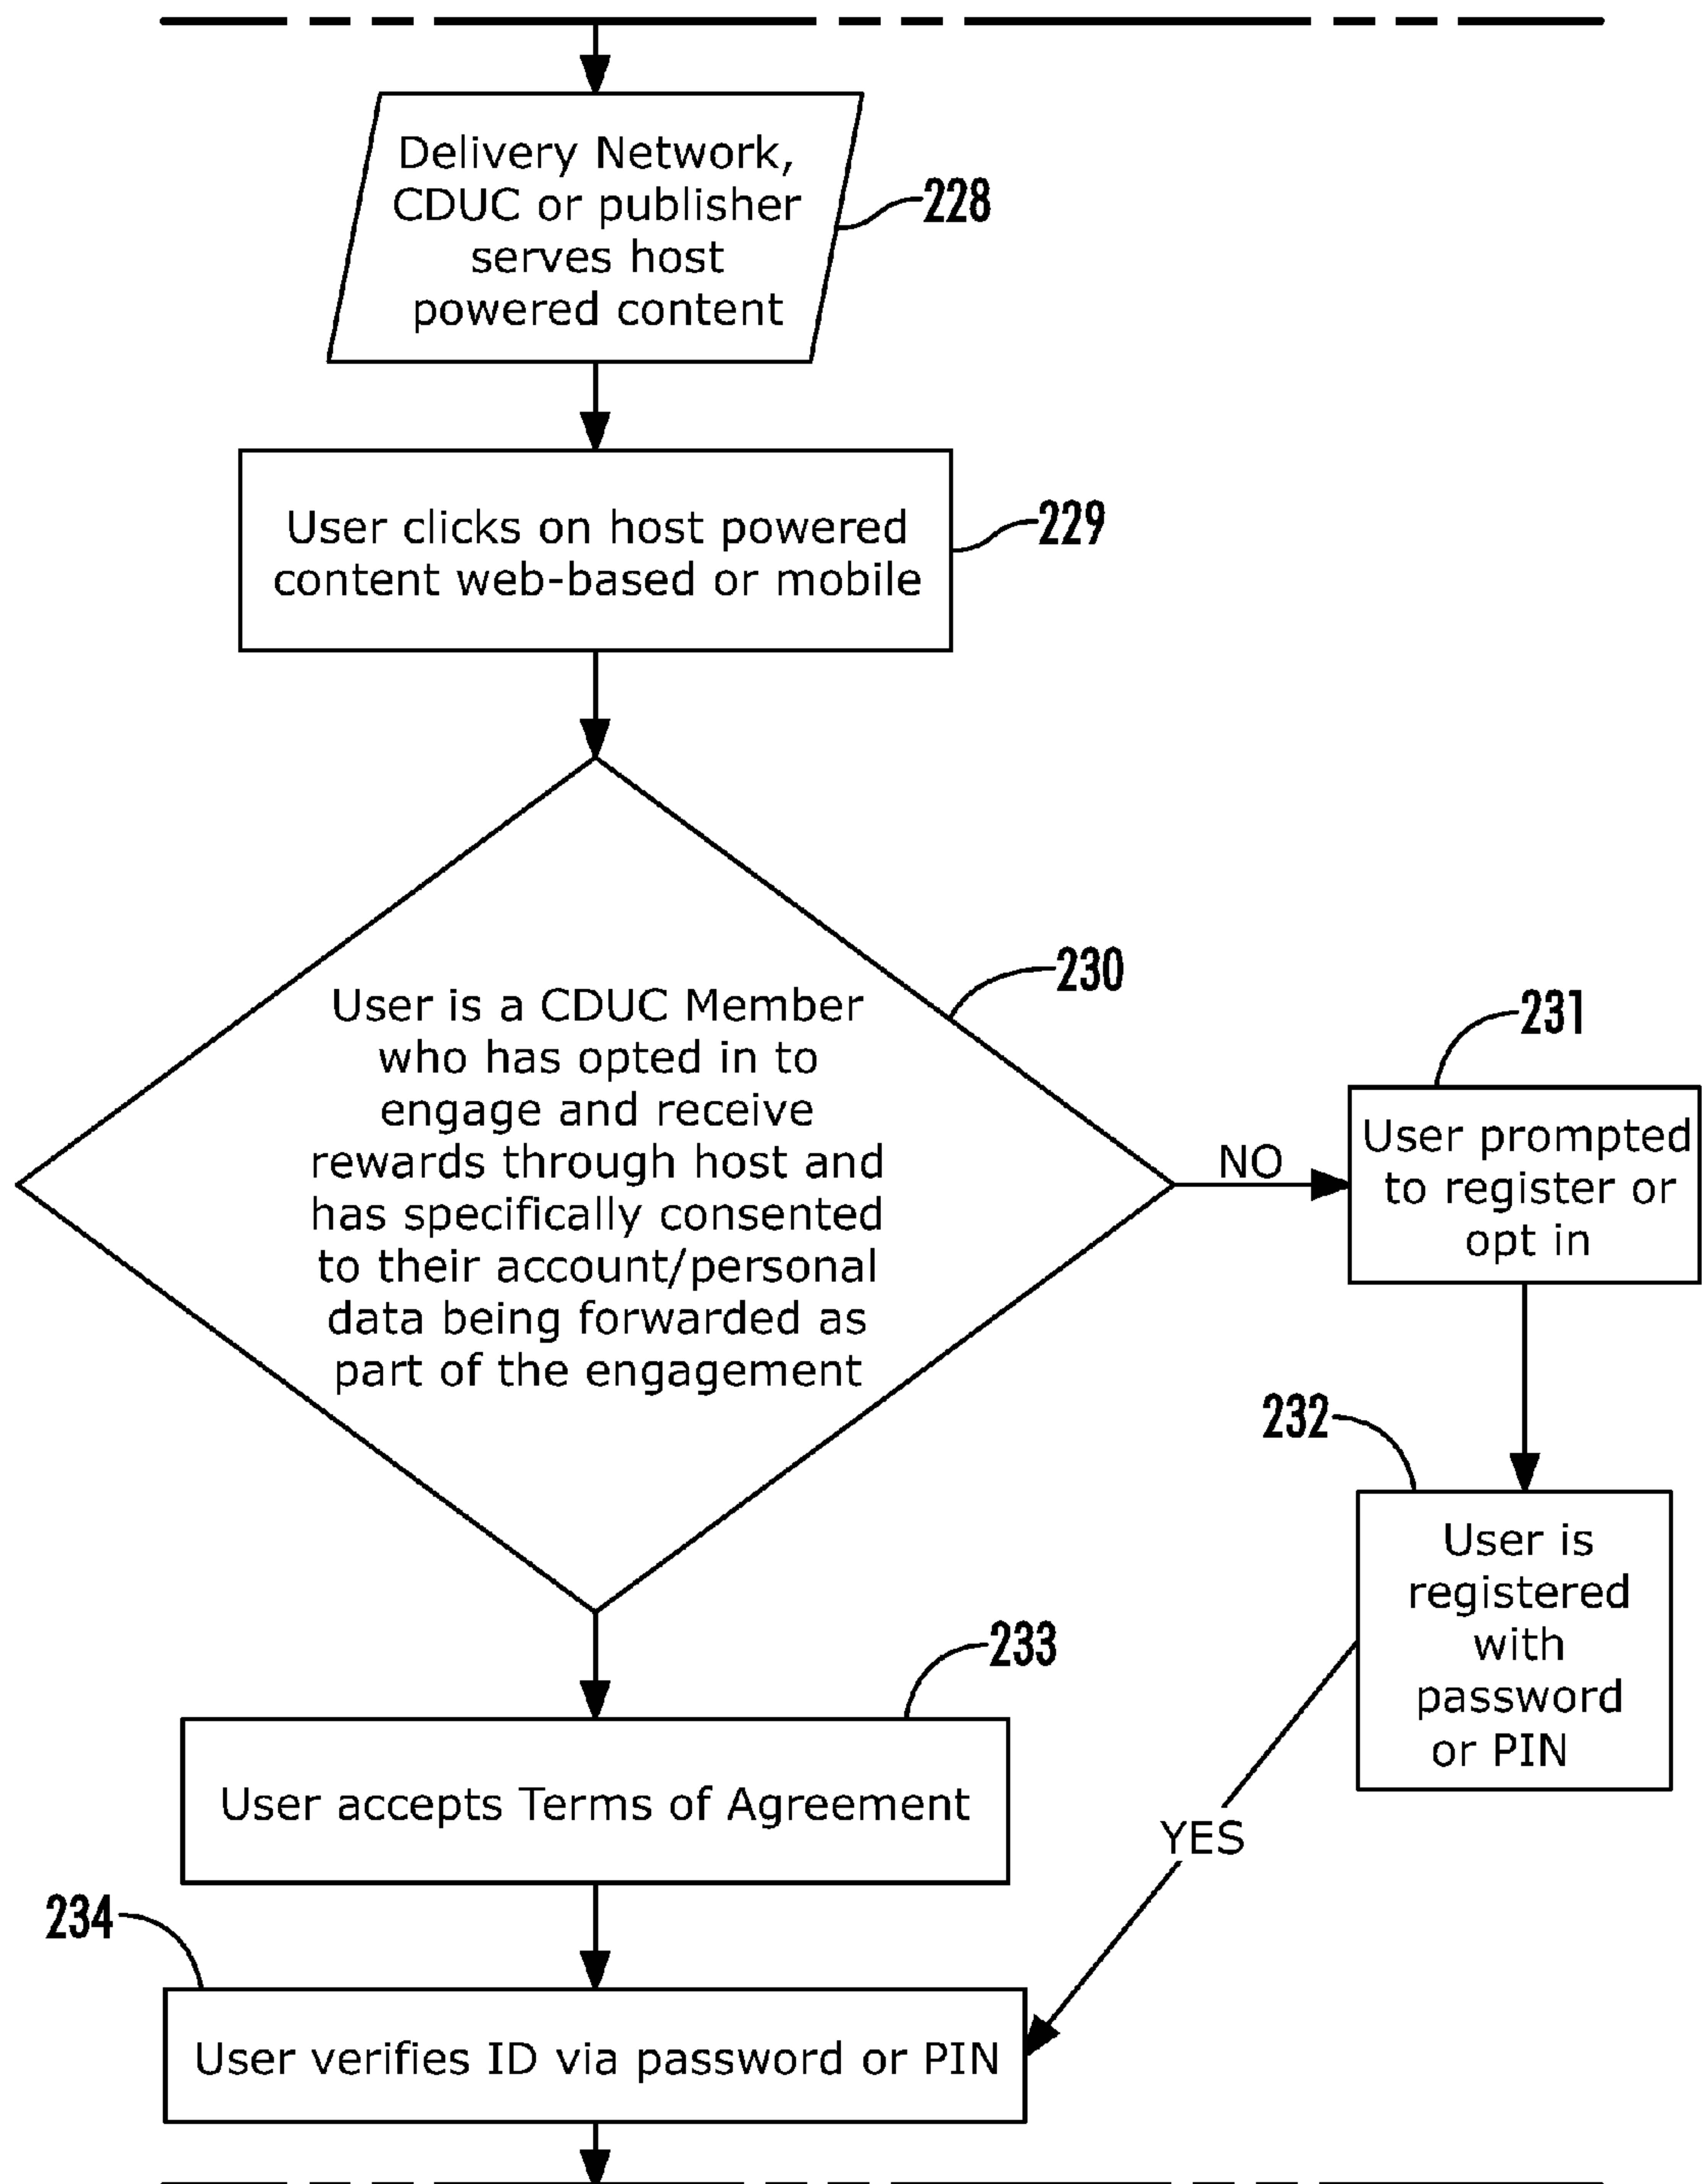 Delivery Network,
CDUC or publisher
serves host
powered content
228
User clicks on host powered
content web-based or mobile
229
User is a CDUC Member
who has opted in to
engage and receive
rewards through host and
has specifically consented
to their account/personal
data being forwarded as
part of the engagement
230
NO
231
User prompted
to register or
opt in
232
User is
registered
with
password
or PIN
YES
233
User accepts Terms of Agreement
234
User verifies ID via password or PIN